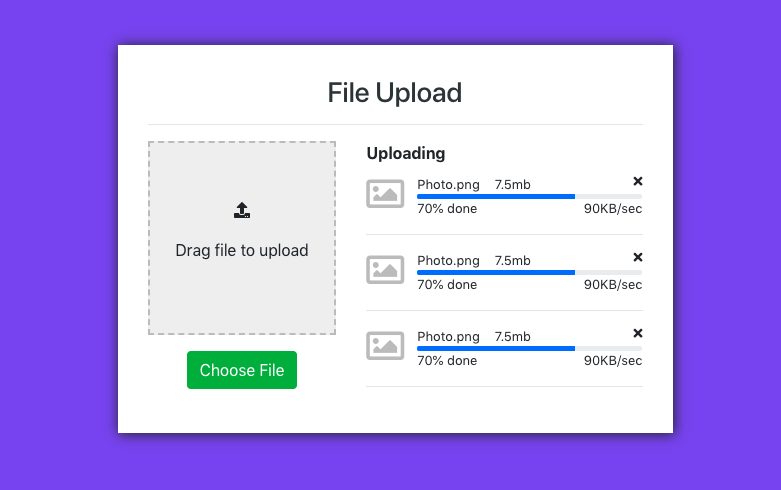 File Upload
Drag file to upload
Choose File
Uploading
Photo.png 7.5mb
70% done 90KB/sec
Photo.png 7.5mb
70% done 90KB/sec
Photo.png 7.5mb
70% done 90KB/sec